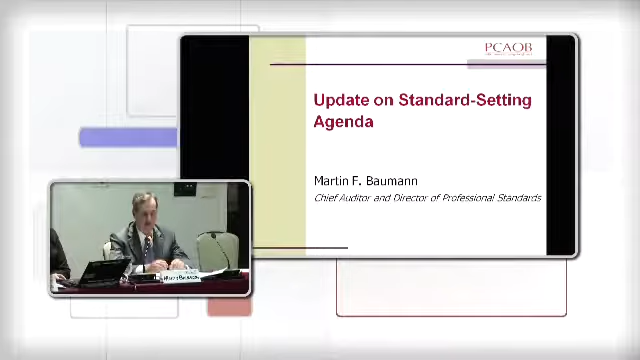 PCAOB
Update on Standard-Setting
Agenda
Martin F. Baumann
Chief Auditor and Director of Professional Standards